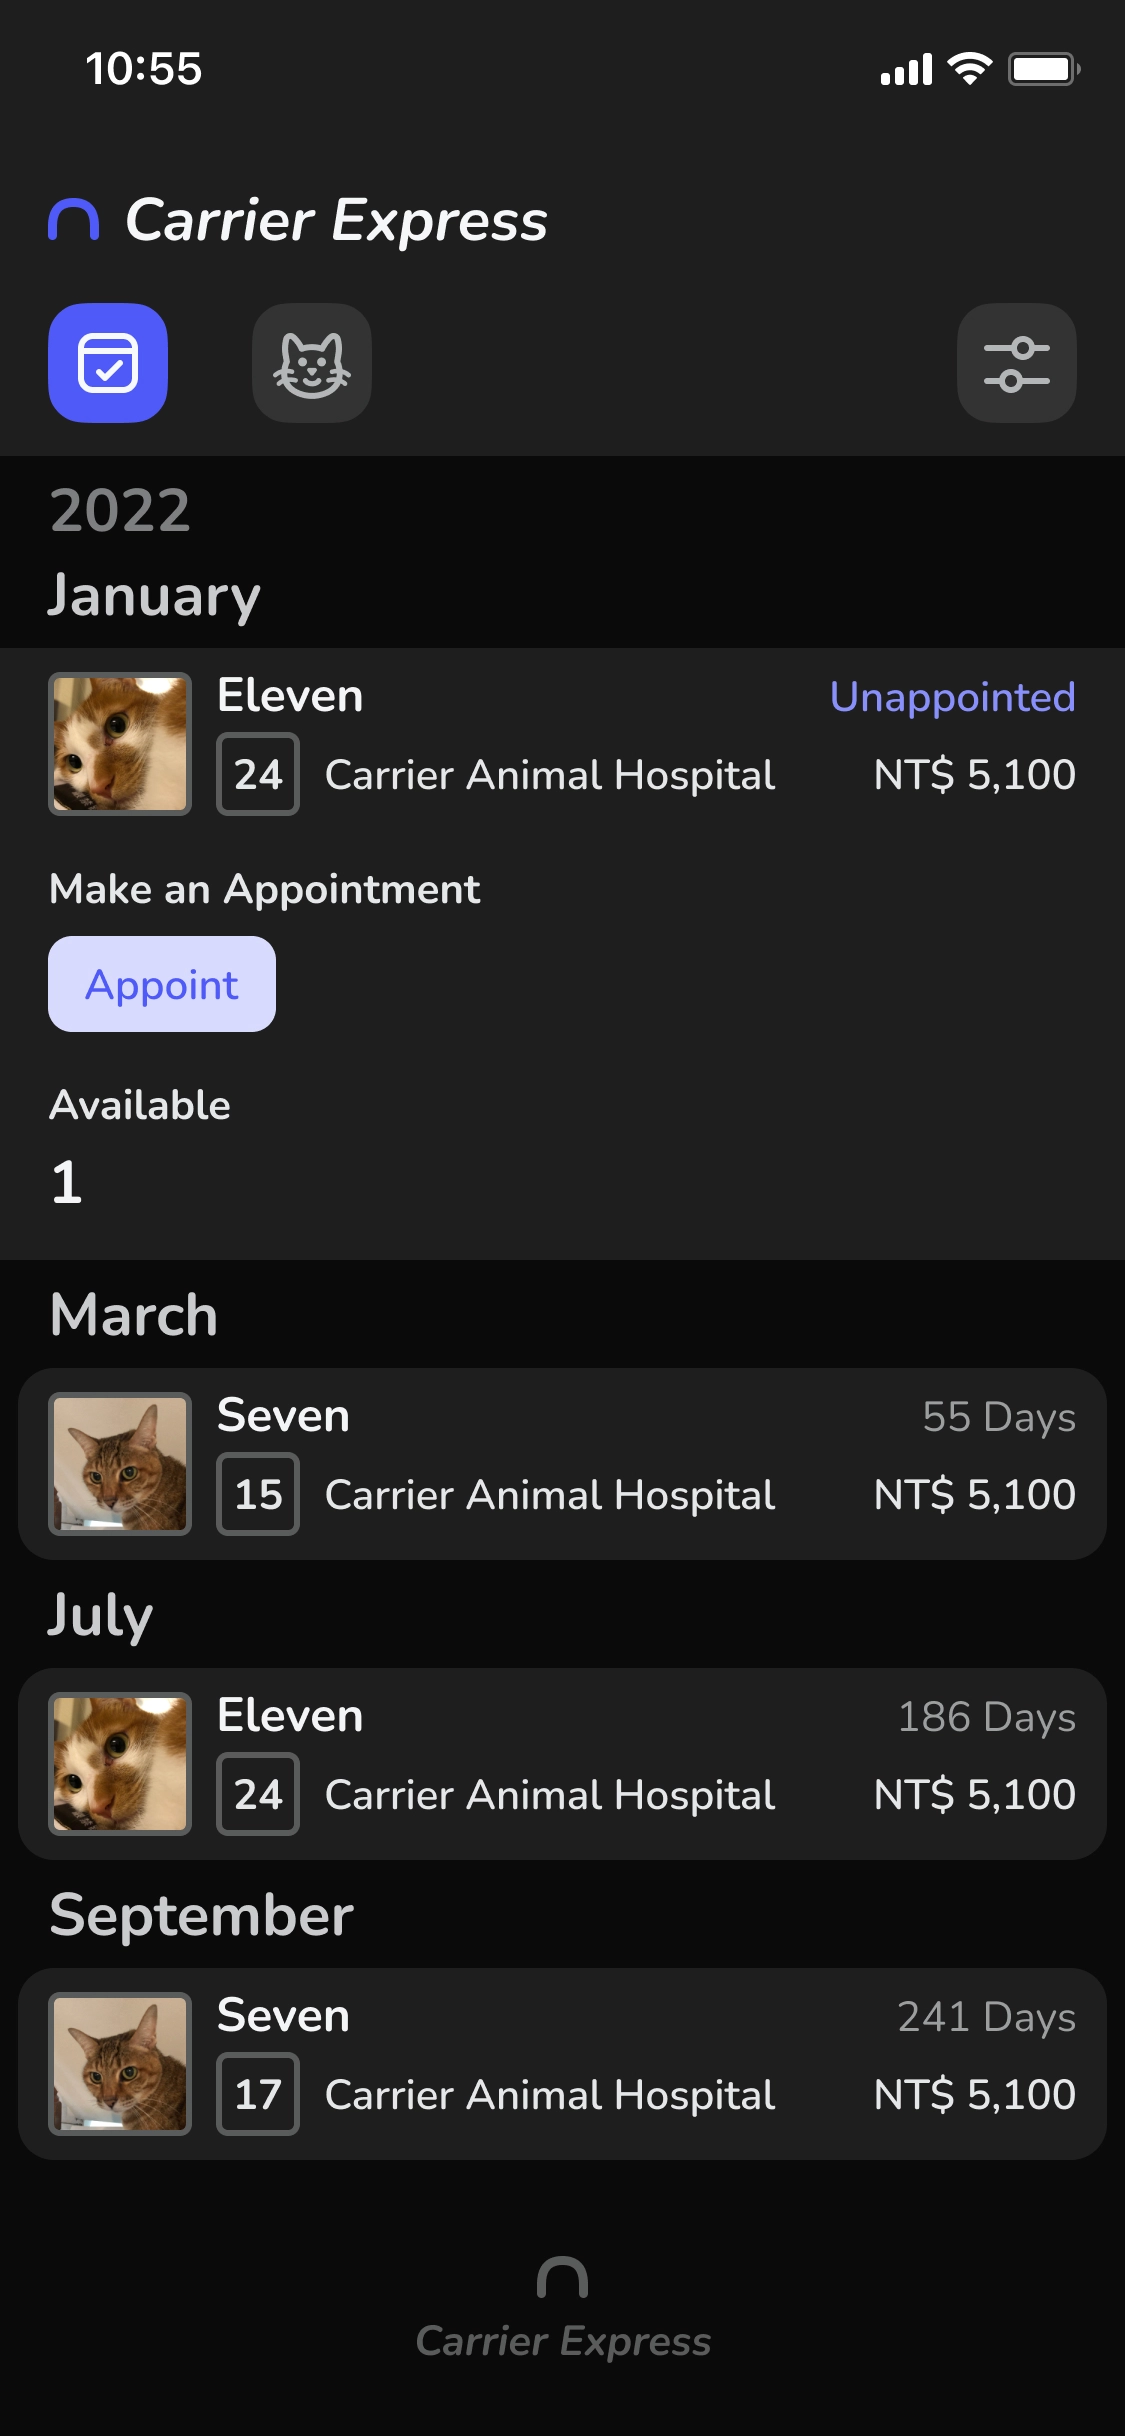 10:55
Carrier Express
2022
January
Eleven
Unappointed
24
Carrier Animal Hospital
NT$ 5,100
Make an Appointment
Appoint
Available
1
March
Seven
55 Days
15
Carrier Animal Hospital
NT$ 5,100
July
Eleven
186 Days
24
Carrier Animal Hospital
NT$ 5,100
September
Seven
241 Days
17
Carrier Animal Hospital
NT$ 5,100
Carrier Express